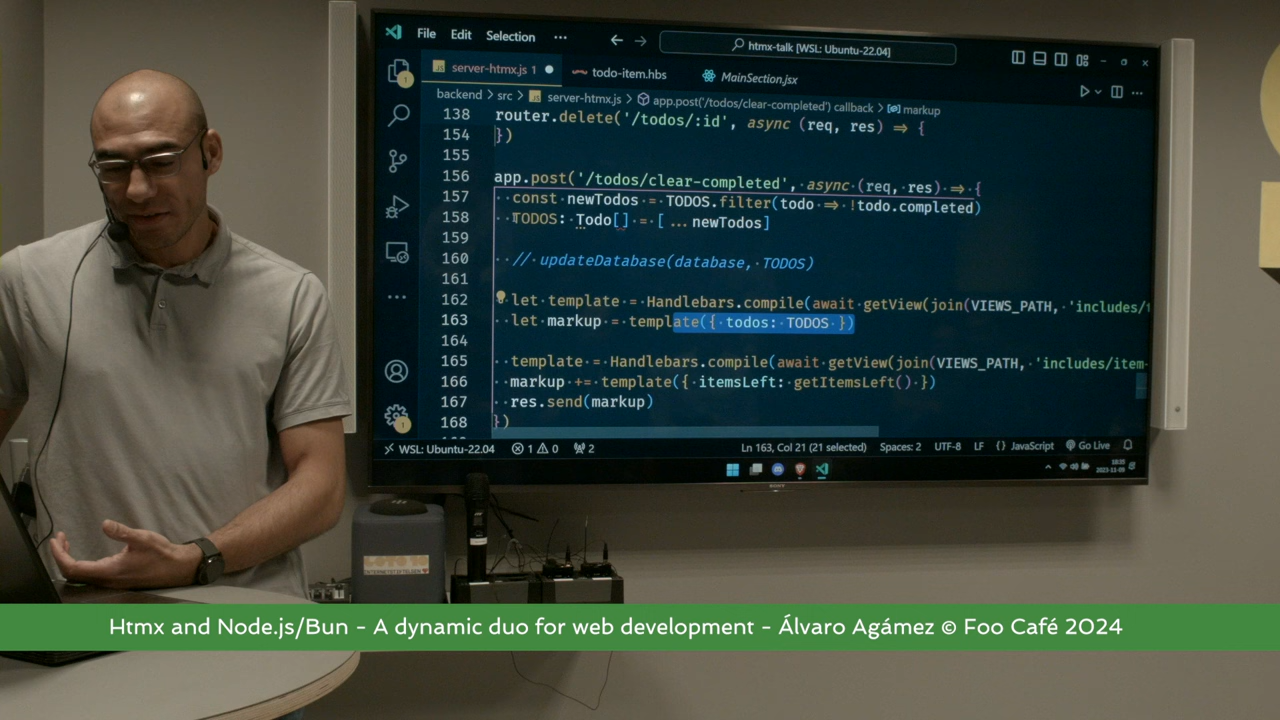 File Edit Selection ··· htmx-talk [WSL: Ubuntu-22.04]
server-htmx.js 1 todo-item.hbs MainSection.jsx
backend > src > server-htmx.js > app.post('/todos/clear-completed') callback > markup
138 router.delete('/todos/:id', async (req, res) => {
154 })
155
156 app.post('/todos/clear-completed', async (req, res) => {
157 const newTodos = TODOS.filter(todo => !todo.completed)
158 TODOS: Todo[] = [ ...newTodos]
159
160 // updateDatabase(database, TODOS)
161
162 let template = Handlebars.compile(await getView(join(VIEWS_PATH, 'includes/
163 let markup = template({ todos: TODOS })
164
165 template = Handlebars.compile(await getView(join(VIEWS_PATH, 'includes/item-
166 markup += template({ itemsLeft: getItemsLeft() })
167 res.send(markup)
168 })
WSL: Ubuntu-22.04 1 0 2 Ln 163, Col 21 (21 selected) Spaces: 2 UTF-8 LF {} JavaScript Go Live
SONY
Htmx and Node.js/Bun - A dynamic duo for web development - Álvaro Agámez © Foo Café 2024